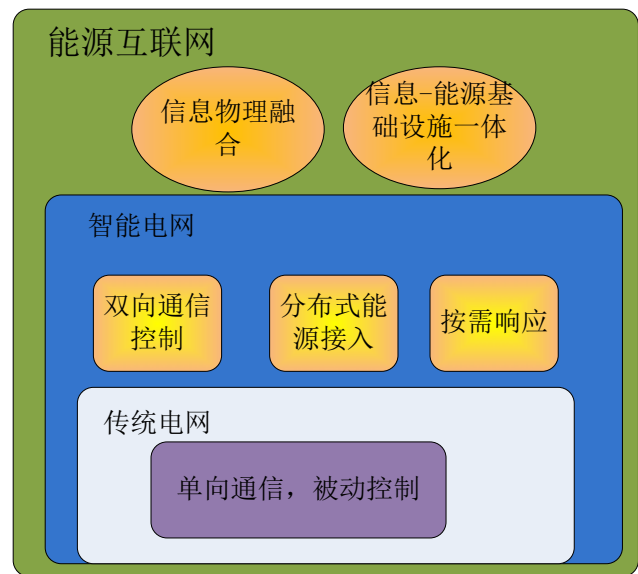 能源互联网
信息物理融
合
信息-能源基
础设施一体
化
智能电网
双向通信
控制
分布式能
源接入
按需响应
传统电网
单向通信，被动控制